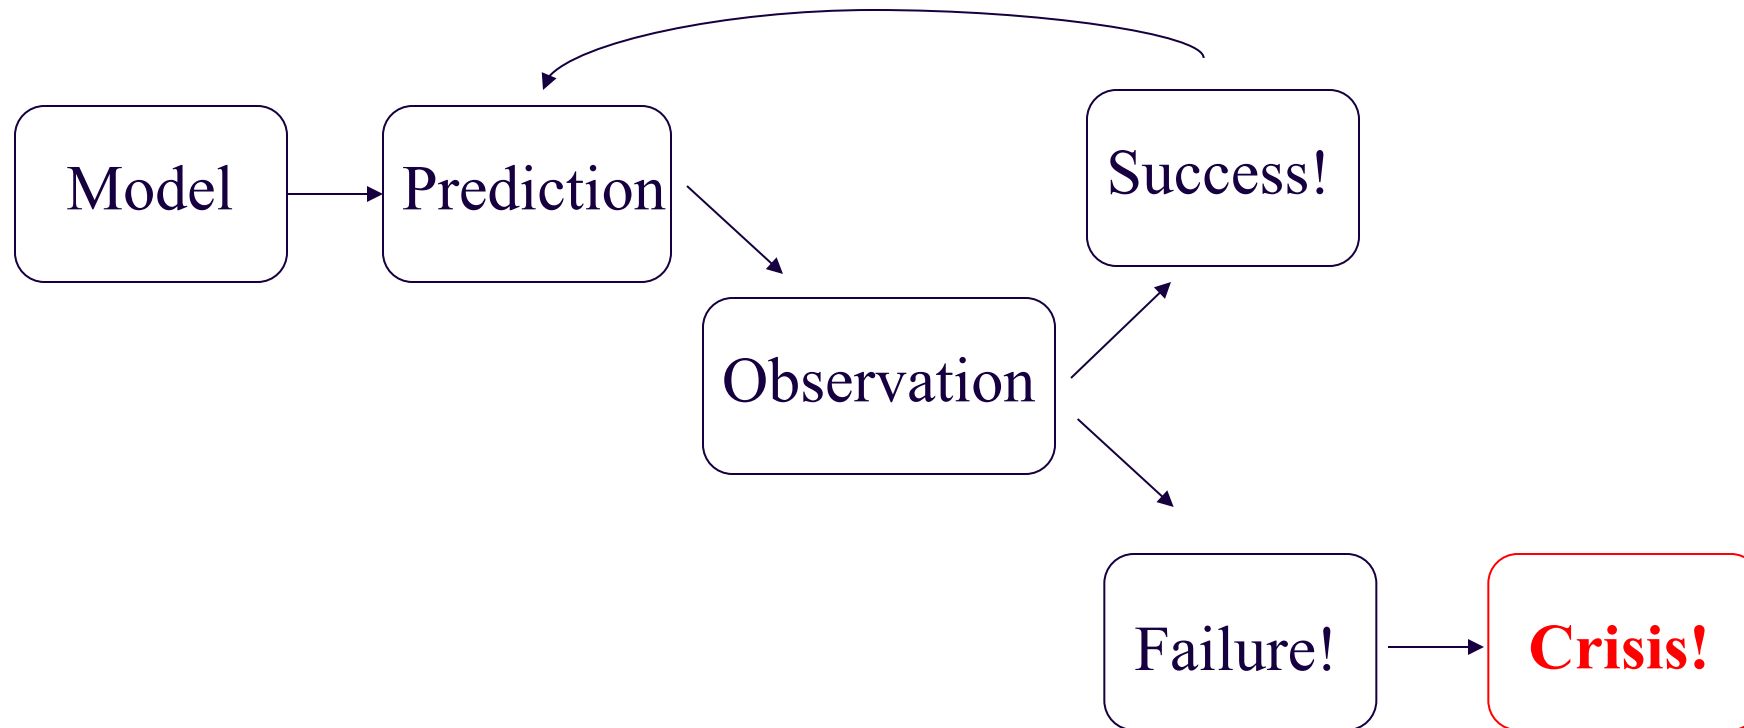 Model
Prediction
Success!
Observation
Failure!
Crisis!